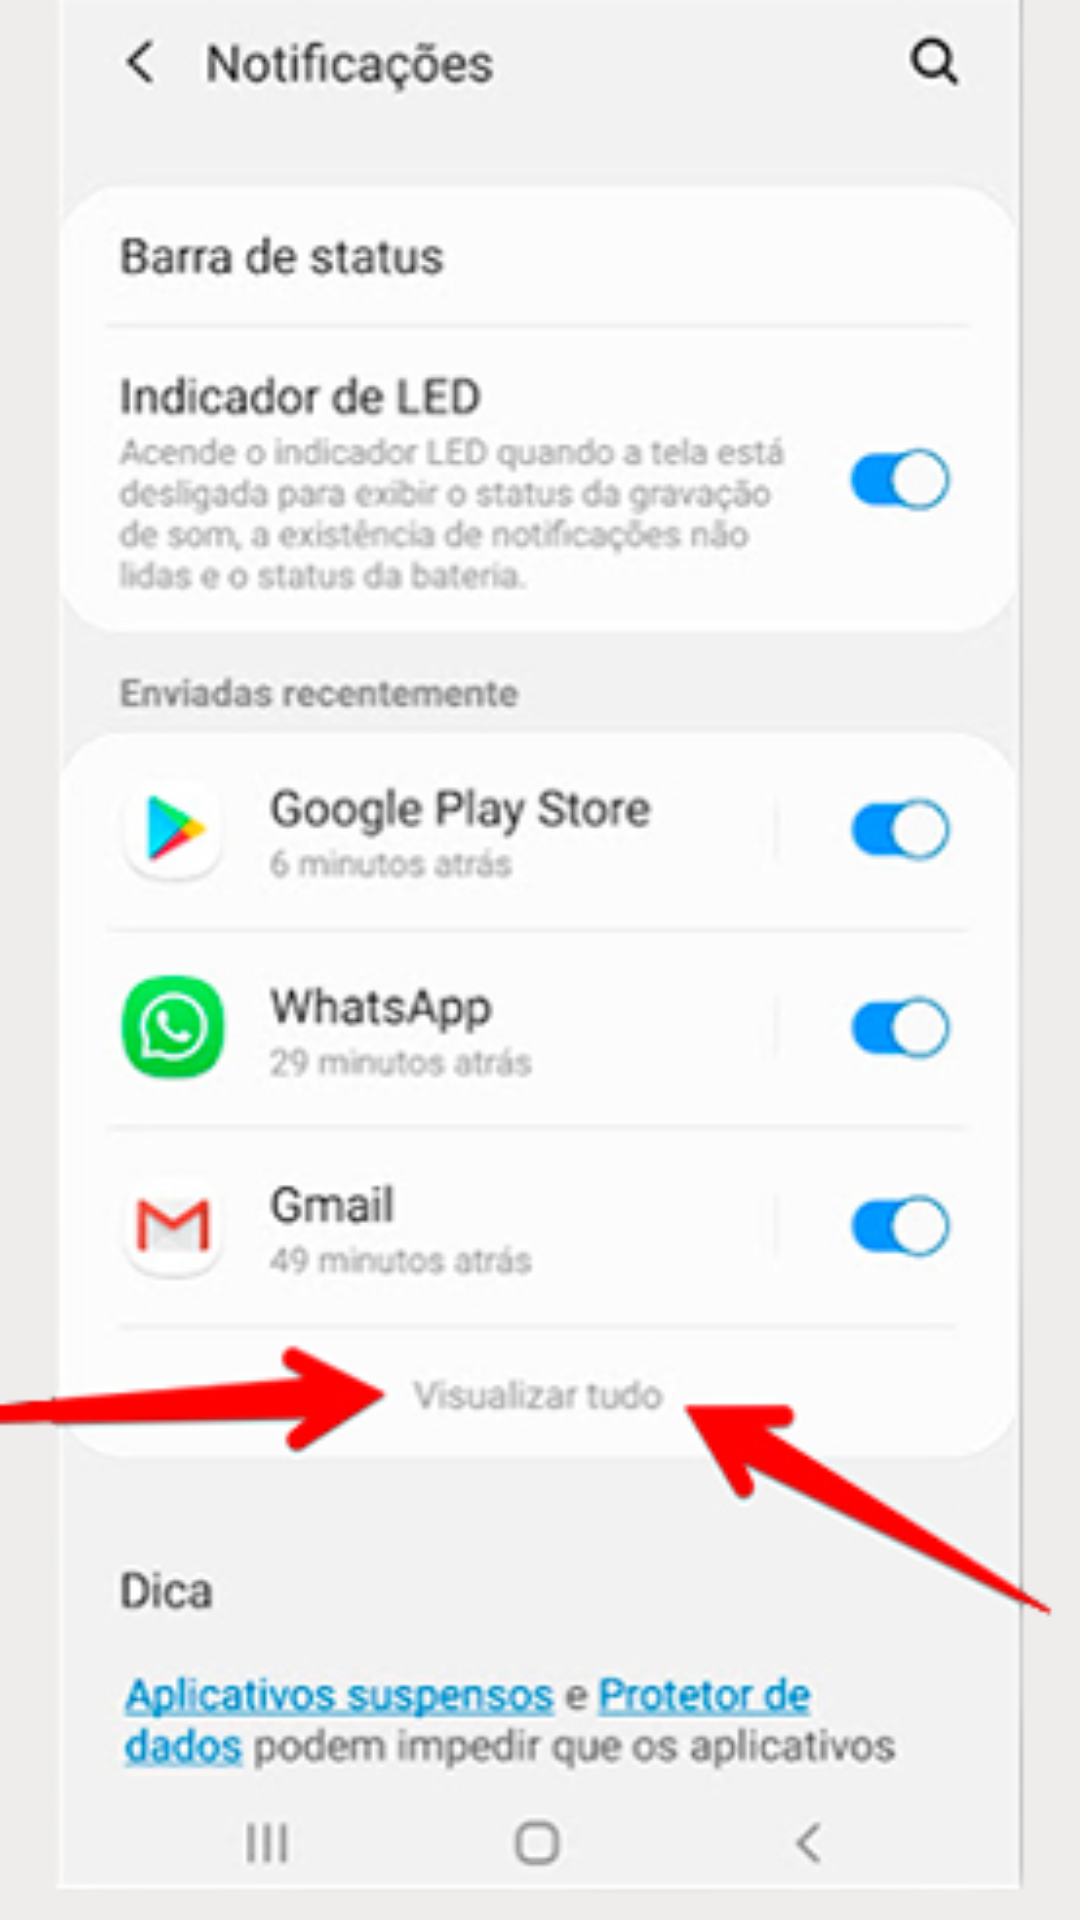 Notificações
Barra de status
Indicador de LED
Acende o indicador LED quando a tela está
desligada para exibir o status da gravação
de som, a existência de notificações não
lidas e o status da bateria.
Enviadas recentemente
Google Play Store
6 minutos atrás
WhatsApp
29 minutos atrás
Gmail
49 minutos atrás
Visualizar tudo
Dica
Aplicativos suspensos e Protetor de
dados podem impedir que os aplicativos